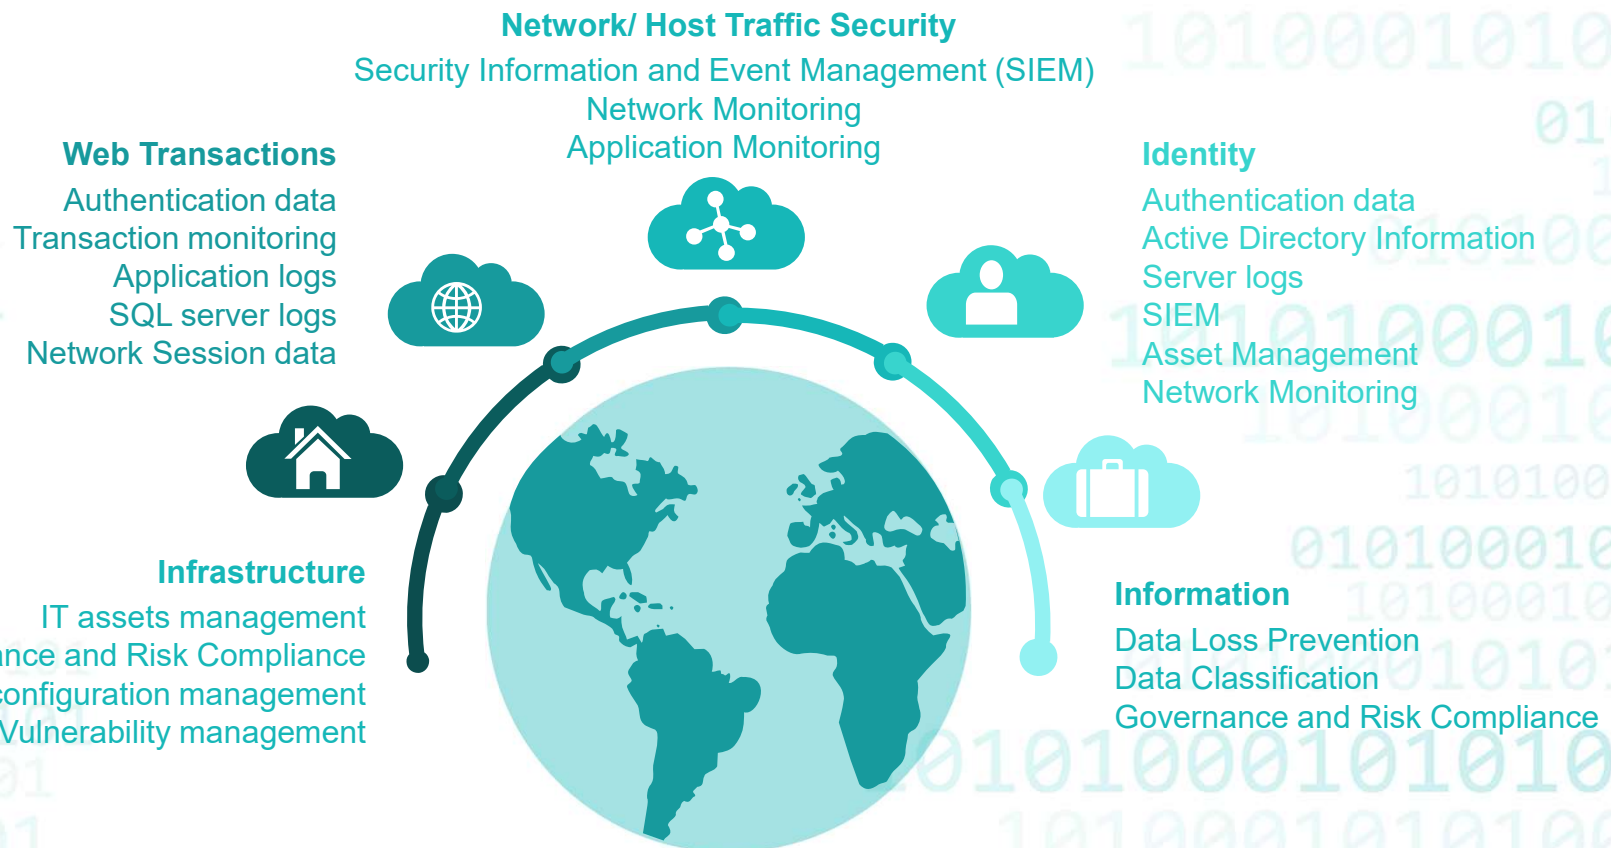 Network/ Host Traffic Security
Security Information and Event Management (SIEM)
Network Monitoring
Application Monitoring
Web Transactions
Authentication data
Transaction monitoring
Application logs
SQL server logs
Network Session data
Identity
Authentication data
Active Directory Information
Server logs
SIEM
Asset Management
Network Monitoring
Infrastructure
IT assets management
and Risk Compliance
configuration management
Vulnerability management
Information
Data Loss Prevention
Data Classification
Governance and Risk Compliance